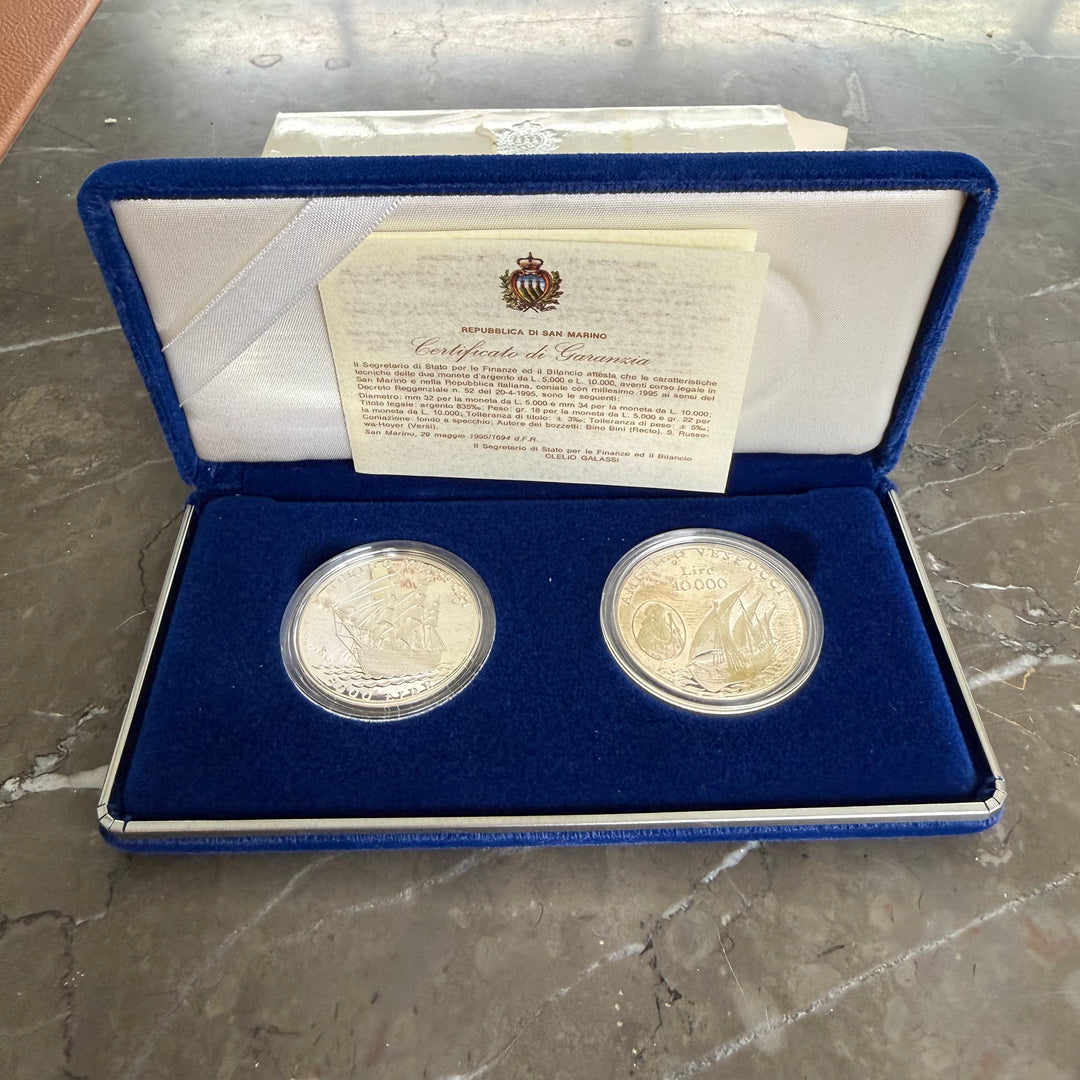 REPUBBLICA DI SAN MARINO
Certificato di Garanzia
Il Segretario di Stato per le Finanze ed il Bilancio attesta che le caratteristiche
tecniche delle due monete d'argento da L. 5.000 e L. 10.000, aventi corso legale in
San Marino e nella Repubblica Italiana, coniate con millesimo 1995 ai sensi del
Decreto Reggenziale n. 52 del 20-4-1995, sono le seguenti:
Diametro: mm 32 per la moneta da L. 5.000 e mm 34 per la moneta da L. 10.000;
Titolo legale: argento 835‰; Peso: gr. 18 per la moneta da L. 5.000 e gr. 22 per
la moneta da L. 10.000; Tolleranza di titolo: ± 3‰; Tolleranza di peso: ± 5‰;
Coniazione: fondo a specchio; Autore dei bozzetti: Bino Bini (Recto), S. Russo-
wa-Hoyer (Versi).
San Marino, 29 maggio 1995/1694 d.F.R.
Il Segretario di Stato per le Finanze ed il Bilancio
CLELIO GALASSI
LIRE
AMERIGO VESPUCCI
Lire
10.000